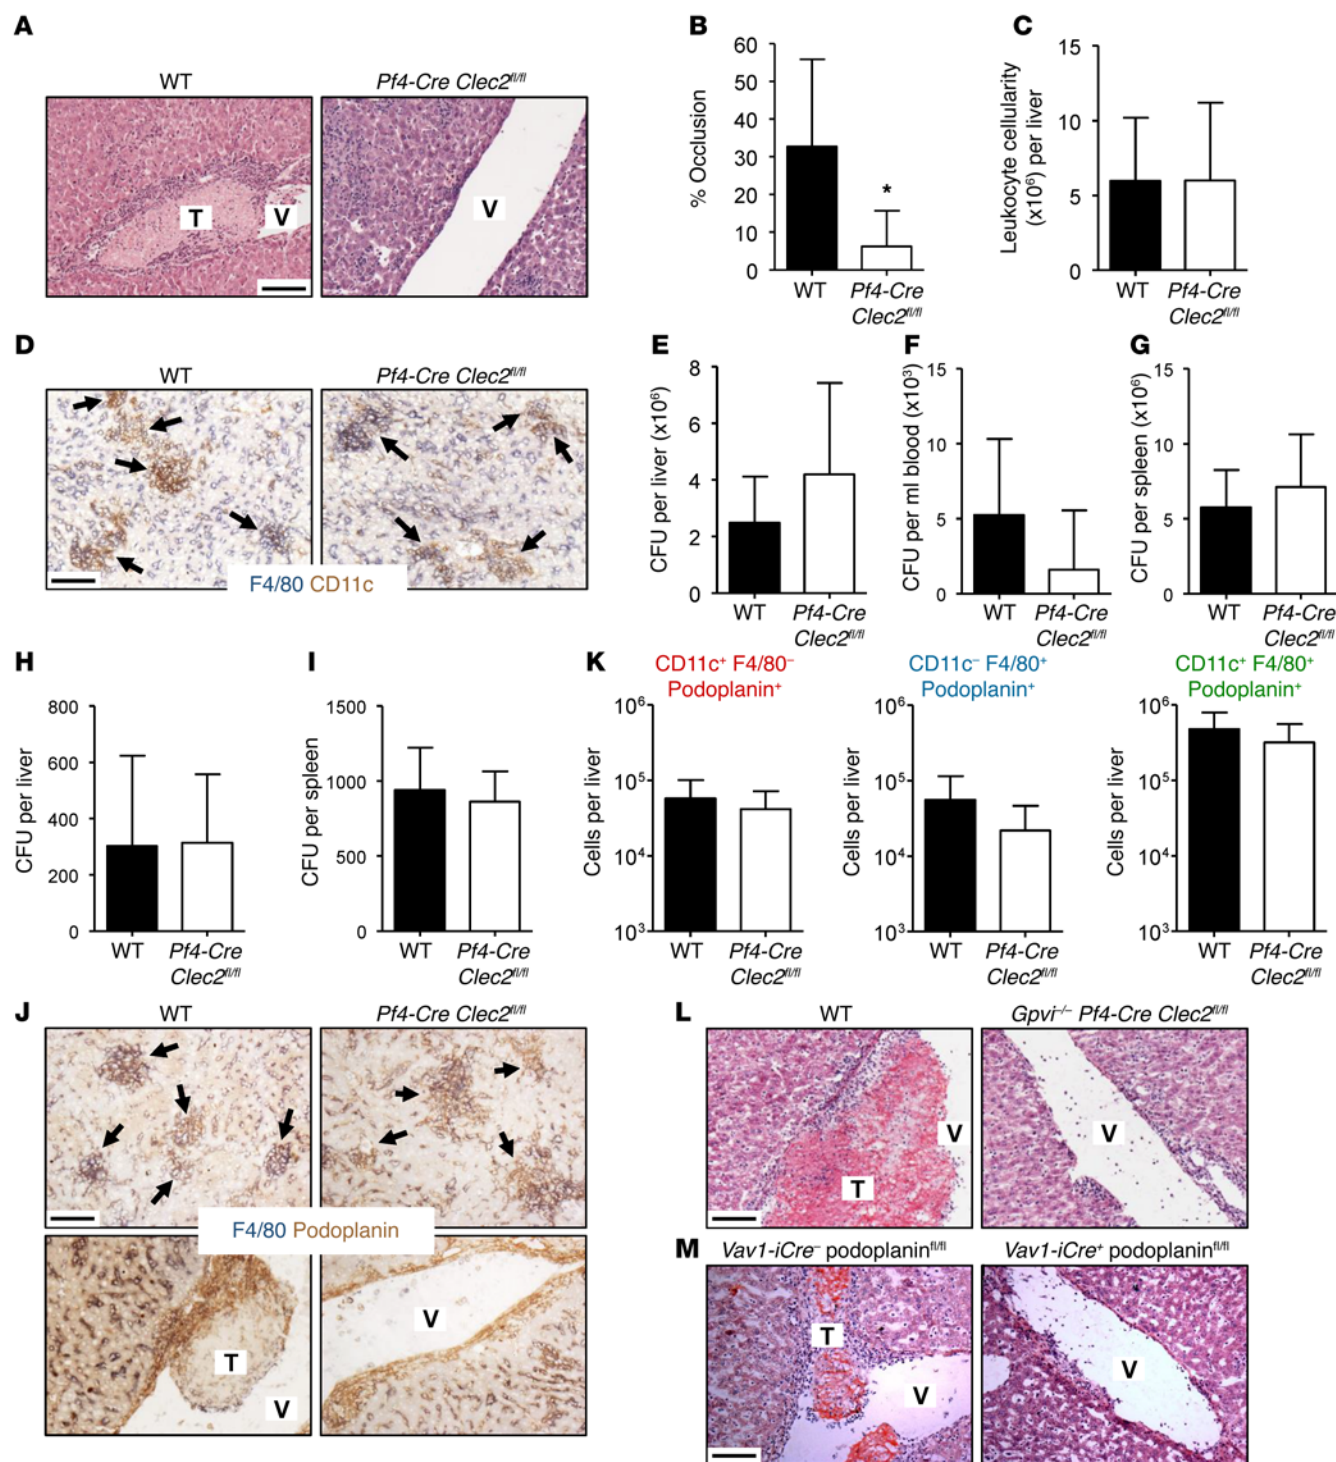 A
WT
Pf4-Cre Clec2fl/fl
T
V
V
B
% Occlusion
60
50
40
30
20
10
0
*
WT
Pf4-Cre
Clec2fl/fl
C
Leukocyte cellularity
(x10⁶) per liver
15
10
5
0
WT
Pf4-Cre
Clec2fl/fl
D
WT
Pf4-Cre Clec2fl/fl
F4/80 CD11c
E
CFU per liver (x10⁶)
8
6
4
2
0
WT
Pf4-Cre
Clec2fl/fl
F
CFU per ml blood (x10³)
15
10
5
0
WT
Pf4-Cre
Clec2fl/fl
G
CFU per spleen (x10⁶)
15
10
5
0
WT
Pf4-Cre
Clec2fl/fl
H
CFU per liver
800
600
400
200
0
WT
Pf4-Cre
Clec2fl/fl
I
CFU per spleen
1500
1000
500
0
WT
Pf4-Cre
Clec2fl/fl
K
CD11c⁺ F4/80⁻
Podoplanin⁺
Cells per liver
10⁶
10⁵
10⁴
10³
WT
Pf4-Cre
Clec2fl/fl
CD11c⁻ F4/80⁺
Podoplanin⁺
Cells per liver
10⁶
10⁵
10⁴
10³
WT
Pf4-Cre
Clec2fl/fl
CD11c⁺ F4/80⁺
Podoplanin⁺
Cells per liver
10⁶
10⁵
10⁴
10³
WT
Pf4-Cre
Clec2fl/fl
J
WT
Pf4-Cre Clec2fl/fl
F4/80 Podoplanin
T
V
V
L
WT
Gpvi⁻/⁻ Pf4-Cre Clec2fl/fl
T
V
V
M
Vav1-iCre⁻ podoplaninfl/fl
Vav1-iCre⁺ podoplaninfl/fl
T
V
V